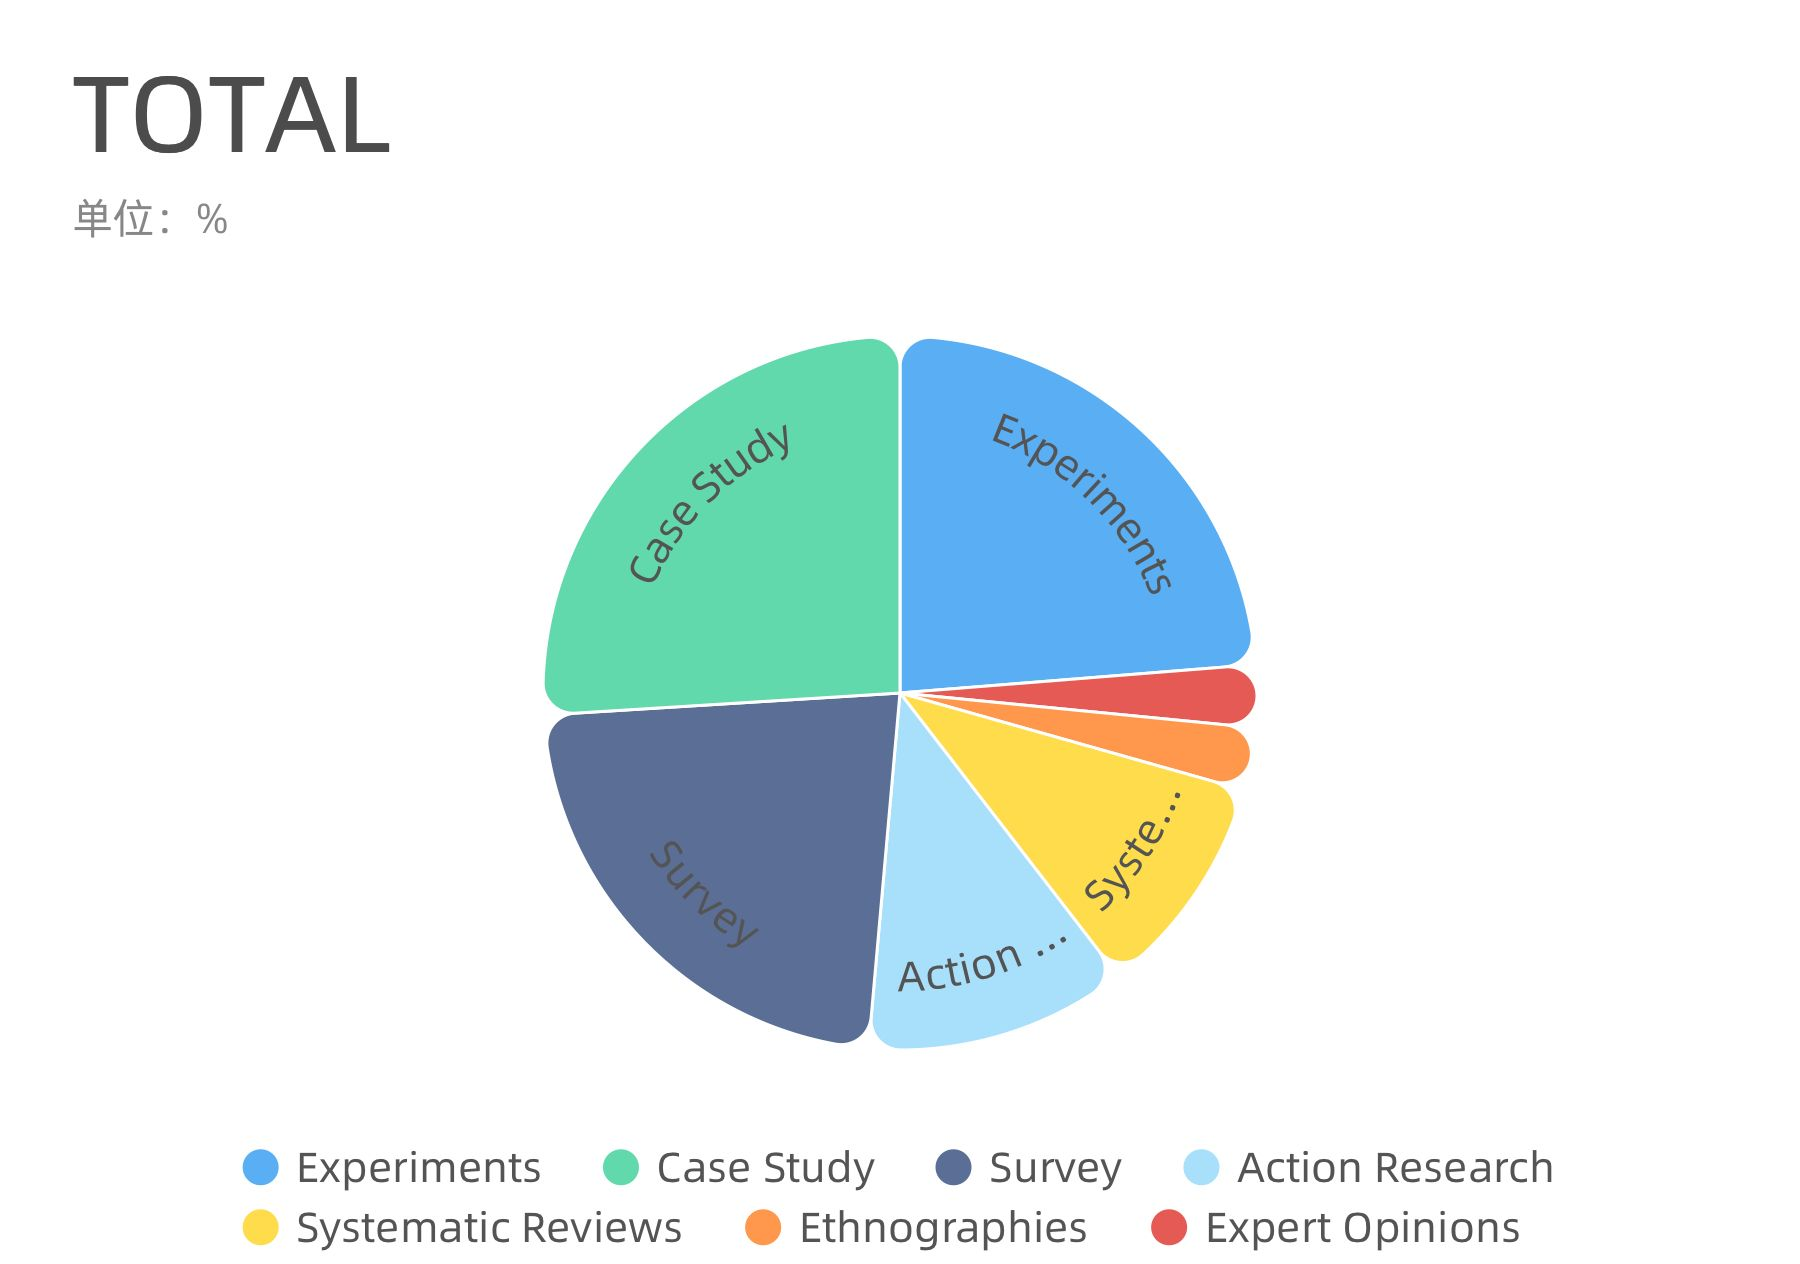 TOTAL
单位：%
Experiments
Case Study
Syste...
Survey
Action ...
Experiments Case Study Survey Action Research
Systematic Reviews Ethnographies Expert Opinions